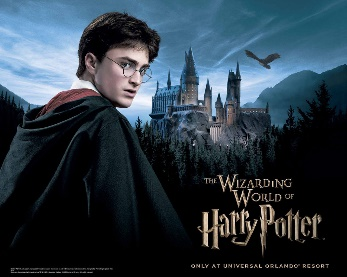 THE WIZARDING
WORLD OF
Harry Potter
ONLY AT UNIVERSAL ORLANDO RESORT